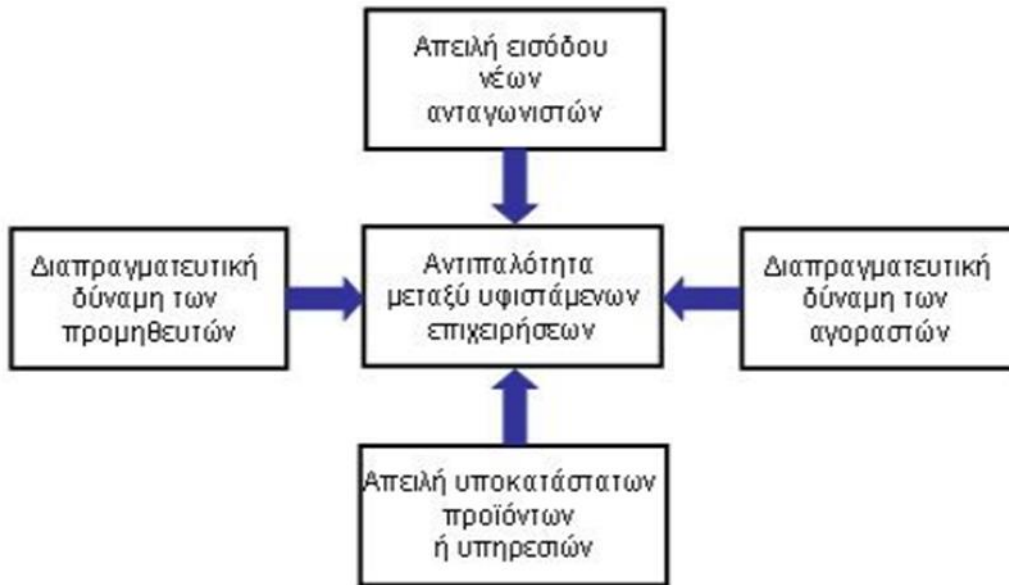 Απειλή εισόδου
νέων
ανταγωνιστών
Διαπραγματευτική
δύναμη των
προμηθευτών
Αντιπαλότητα
μεταξύ υφιστάμενων
επιχειρήσεων
Διαπραγματευτική
δύναμη των
αγοραστών
Απειλή υποκατάστατων
προϊόντων
ή υπηρεσιών